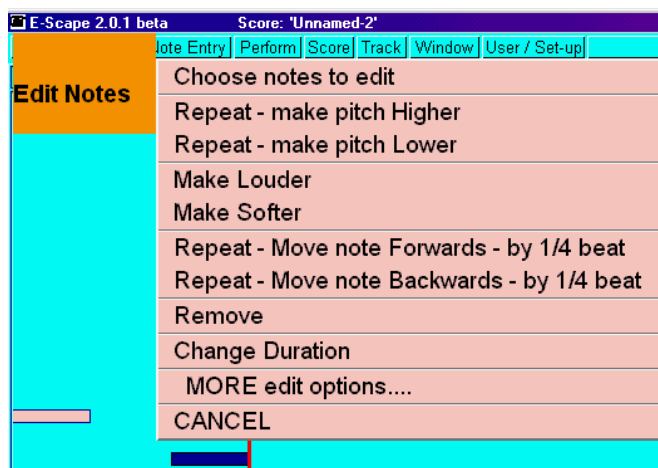 E-Scape 2.0.1 beta Score: 'Unnamed-2'
Note Entry Perform Score Track Window User / Set-up
Edit Notes
Choose notes to edit
Repeat - make pitch Higher
Repeat - make pitch Lower
Make Louder
Make Softer
Repeat - Move note Forwards - by 1/4 beat
Repeat - Move note Backwards - by 1/4 beat
Remove
Change Duration
MORE edit options....
CANCEL